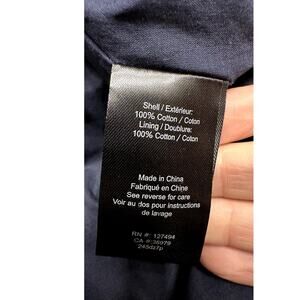 Shell / Extérieur:
100% Cotton / Coton
Lining / Doublure:
100% Cotton / Coton
Made in China
Fabriqué en Chine
See reverse for care
Voir au dos pour instructions
de lavage
RN #: 127494
CA #:36979